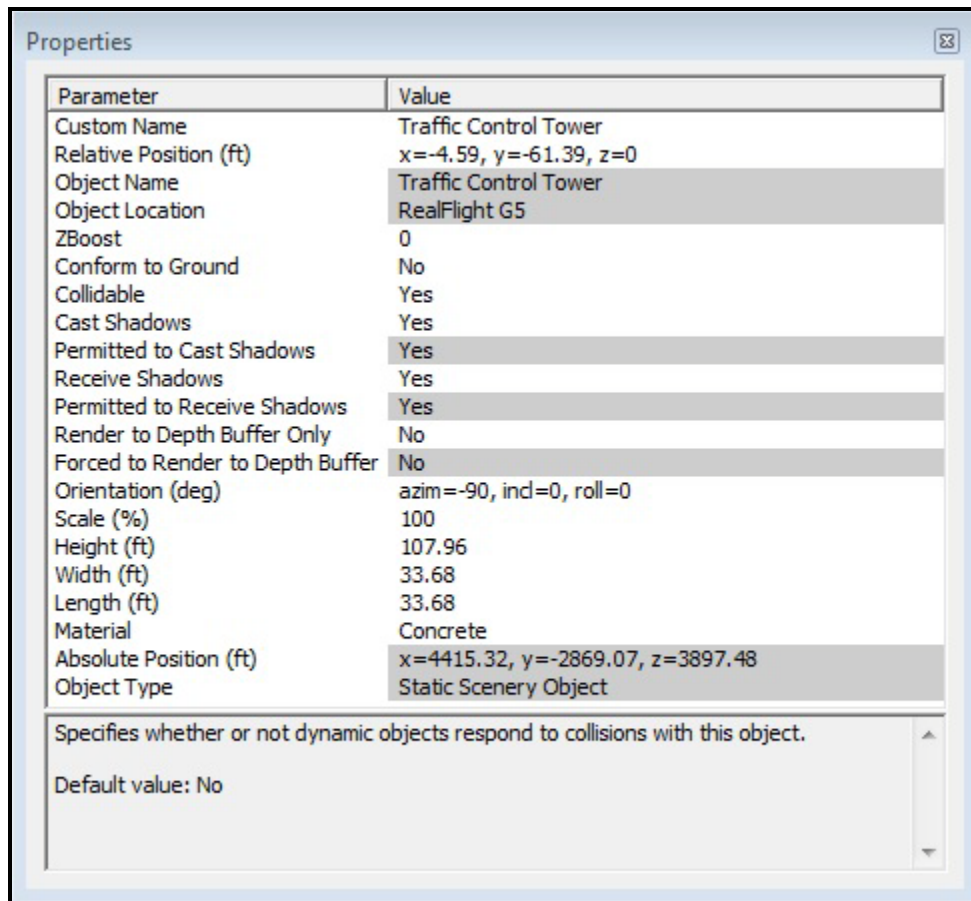 Properties
Parameter Value
Custom Name Traffic Control Tower
Relative Position (ft) x=-4.59, y=-61.39, z=0
Object Name Traffic Control Tower
Object Location RealFlight G5
ZBoost 0
Conform to Ground No
Collidable Yes
Cast Shadows Yes
Permitted to Cast Shadows Yes
Receive Shadows Yes
Permitted to Receive Shadows Yes
Render to Depth Buffer Only No
Forced to Render to Depth Buffer No
Orientation (deg) azim=-90, incl=0, roll=0
Scale (%) 100
Height (ft) 107.96
Width (ft) 33.68
Length (ft) 33.68
Material Concrete
Absolute Position (ft) x=4415.32, y=-2869.07, z=3897.48
Object Type Static Scenery Object
Specifies whether or not dynamic objects respond to collisions with this object.
Default value: No